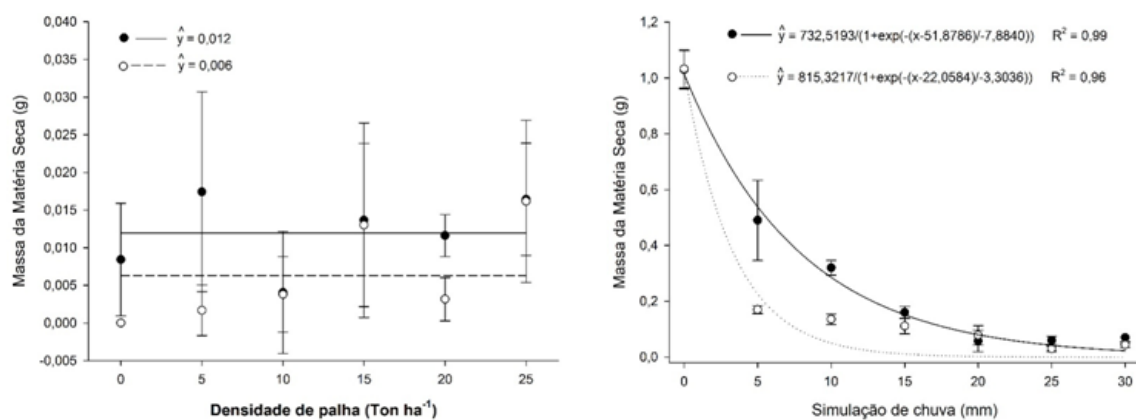 0,040
0,035
0,030
0,025
0,020
0,015
0,010
0,005
0,000
-0,005
Massa da Matéria Seca (g)
ŷ = 0,012
ŷ = 0,006
0 5 10 15 20 25
Densidade de palha (Ton ha⁻¹)
1,2
1,0
0,8
0,6
0,4
0,2
0,0
Massa da Matéria Seca (g)
ŷ = 732,5193/(1+exp(-(x-51,8786)/-7,8840)) R² = 0,99
ŷ = 815,3217/(1+exp(-(x-22,0584)/-3,3036)) R² = 0,96
0 5 10 15 20 25 30
Simulação de chuva (mm)